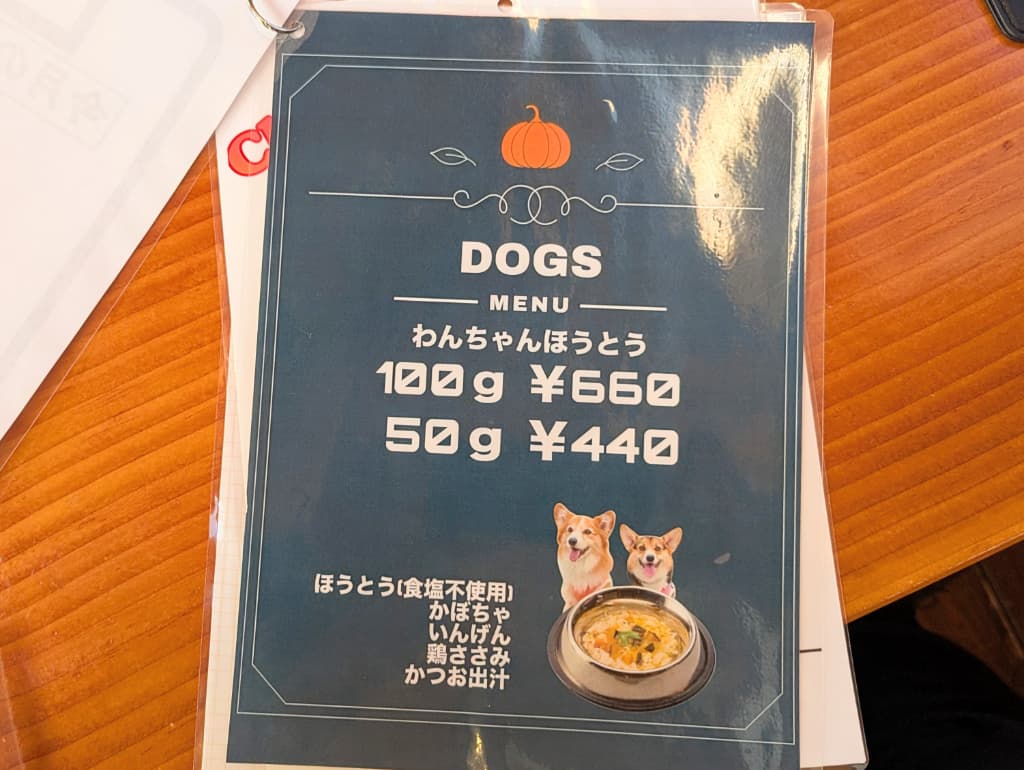 DOGS
MENU
わんちゃんほうとう
100g ¥660
50g ¥440
ほうとう(食塩不使用)
かぼちゃ
いんげん
鶏ささみ
かつお出汁